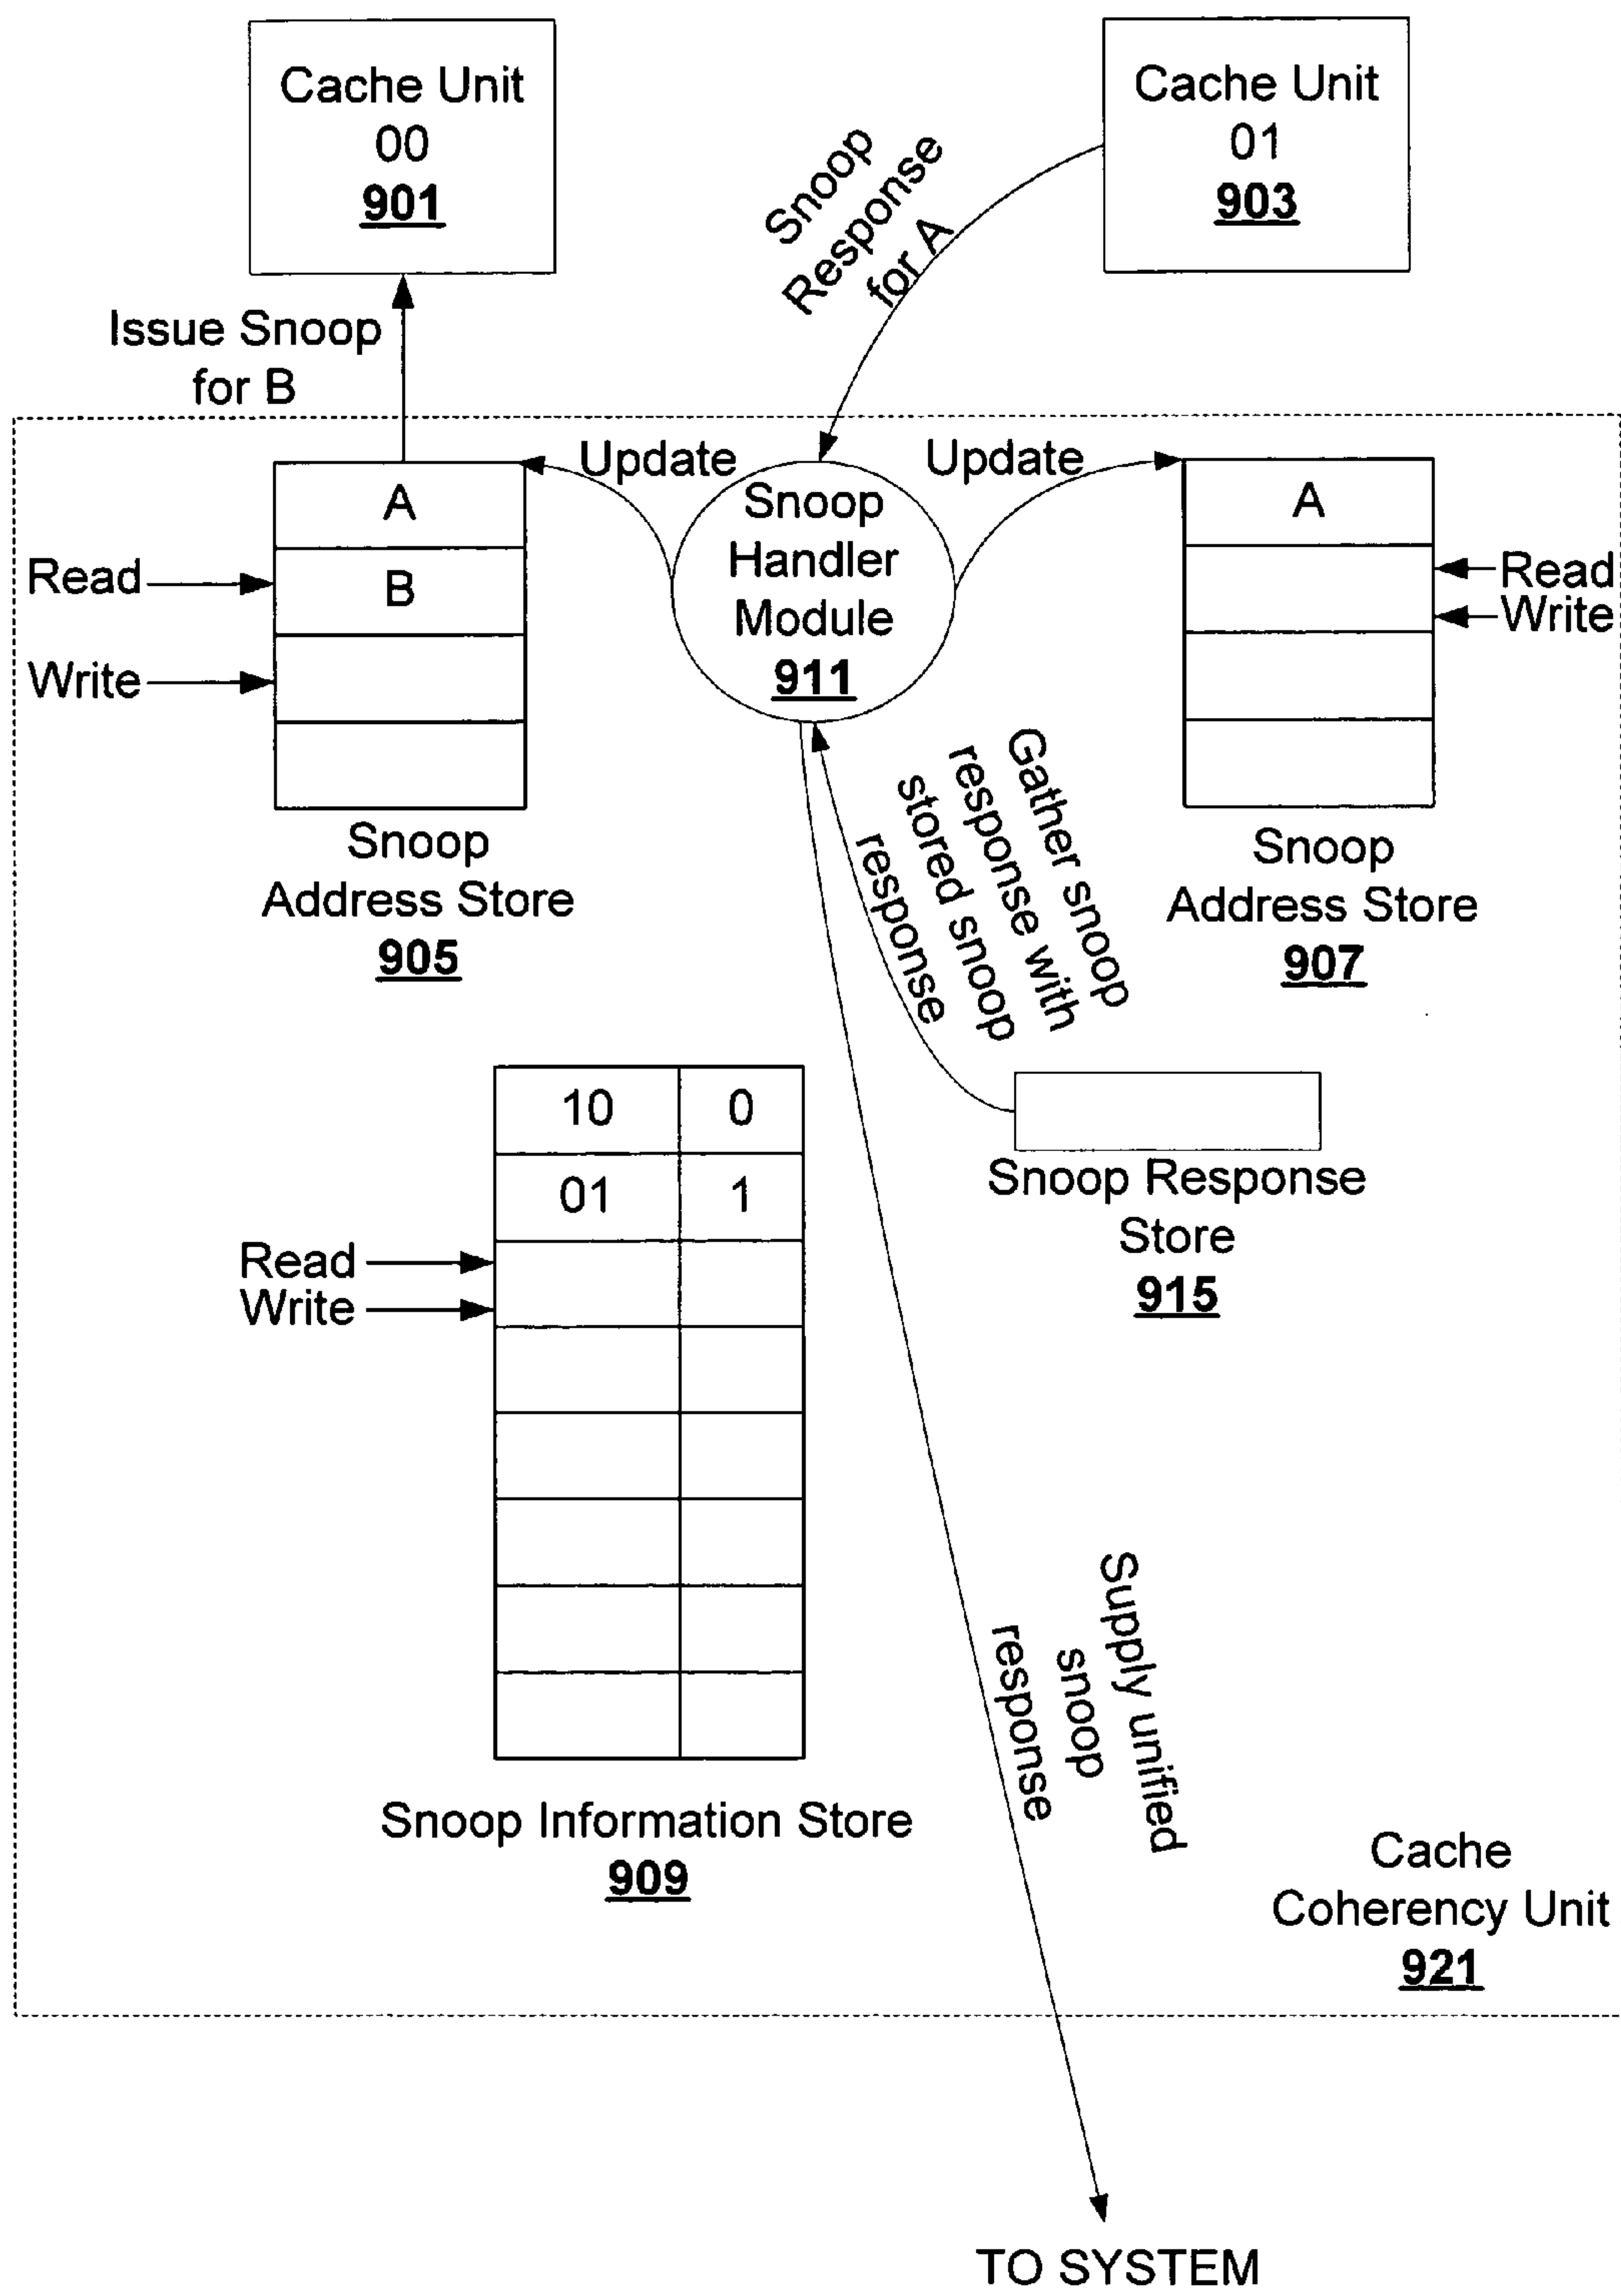 Cache Unit
00
901
Cache Unit
01
903
Snoop
Response
for A
Issue Snoop
for B
Update
Update
A
B
Read
Write
Snoop
Handler
Module
911
A
Read
Write
Snoop
Address Store
905
Snoop
Address Store
907
Gather snoop
response with
stored snoop
response
10 0
01 1
Read
Write
Snoop Response
Store
915
Supply unified
snoop
response
Snoop Information Store
909
Cache
Coherency Unit
921
TO SYSTEM